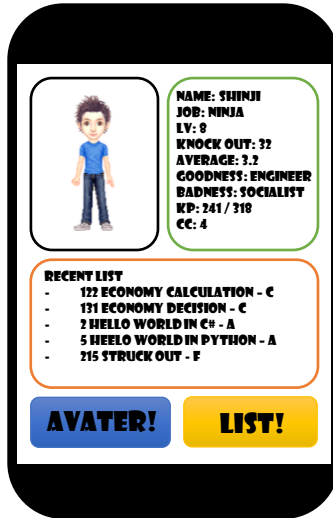 NAME: SHINJI
JOB: NINJA
LV: 8
KNOCK OUT: 32
AVERAGE: 3.2
GOODNESS: ENGINEER
BADNESS: SOCIALIST
KP: 241 / 318
CC: 4
RECENT LIST
- 122 ECONOMY CALCULATION – C
- 131 ECONOMY DECISION – C
- 2 HELLO WORLD IN C# - A
- 5 HEELO WORLD IN PYTHON – A
- 215 STRUCK OUT - F
AVATER!
LIST!